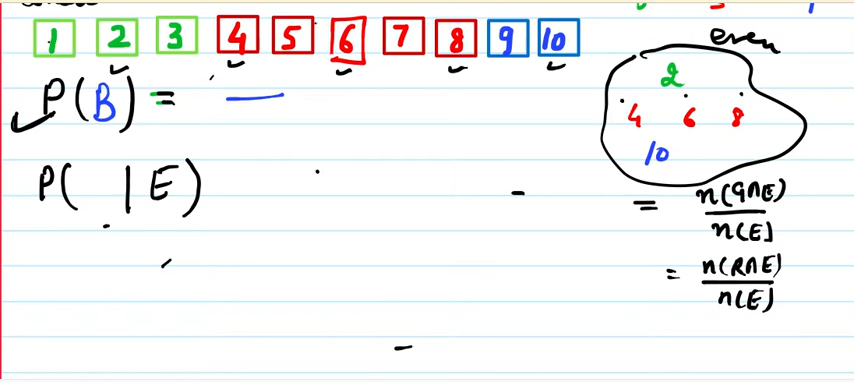 1 2 3 4 5 6 7 8 9 10
even
2
4 6 8
10
P(B) =
P( | E)
= n(G∩E)
n(E)
= n(R∩E)
n(E)